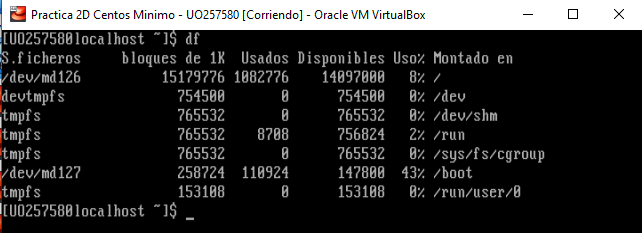 Practica 2D Centos Minimo - UO257580 [Corriendo] - Oracle VM VirtualBox
[UO257580localhost ~]$ df
S.ficheros     bloques de 1K  Usados Disponibles Uso% Montado en
/dev/md126          15179776 1082776    14097000   8% /
devtmpfs              754500       0      754500   0% /dev
tmpfs                 765532       0      765532   0% /dev/shm
tmpfs                 765532    8708      756824   2% /run
tmpfs                 765532       0      765532   0% /sys/fs/cgroup
/dev/md127            258724  110924      147800  43% /boot
tmpfs                 153108       0      153108   0% /run/user/0
[UO257580localhost ~]$ _